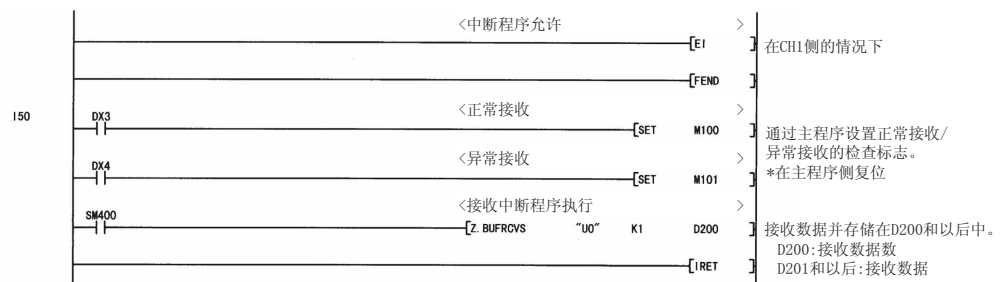 <中断程序允许 >
EI 在CH1侧的情况下
FEND
<正常接收 >
I50 DX3 SET M100 通过主程序设置正常接收/
异常接收的检查标志。
<异常接收 >
DX4 SET M101 *在主程序侧复位
<接收中断程序执行 >
SM400 Z.BUFRCVS "U0" K1 D200 接收数据并存储在D200和以后中。
D200:接收数据数
IRET D201和以后:接收数据